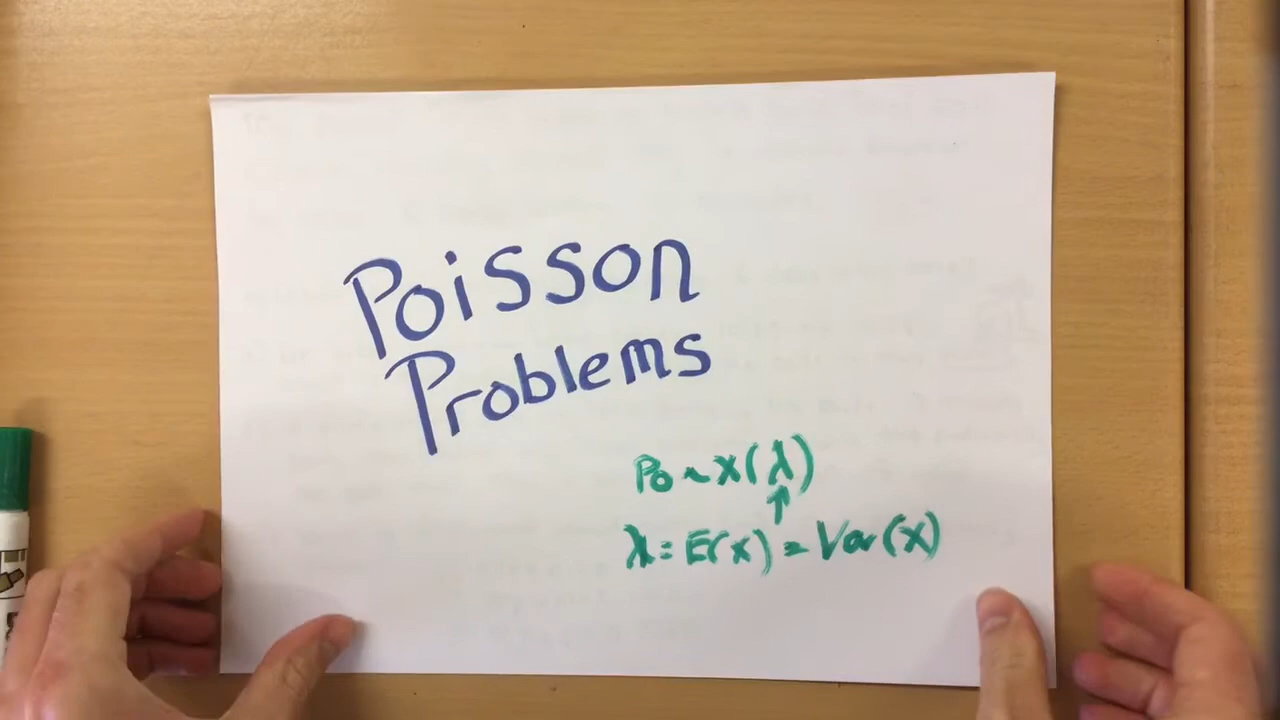 Poisson
Problems
Po ~ X(λ)
↑
λ = E(X) = Var(X)